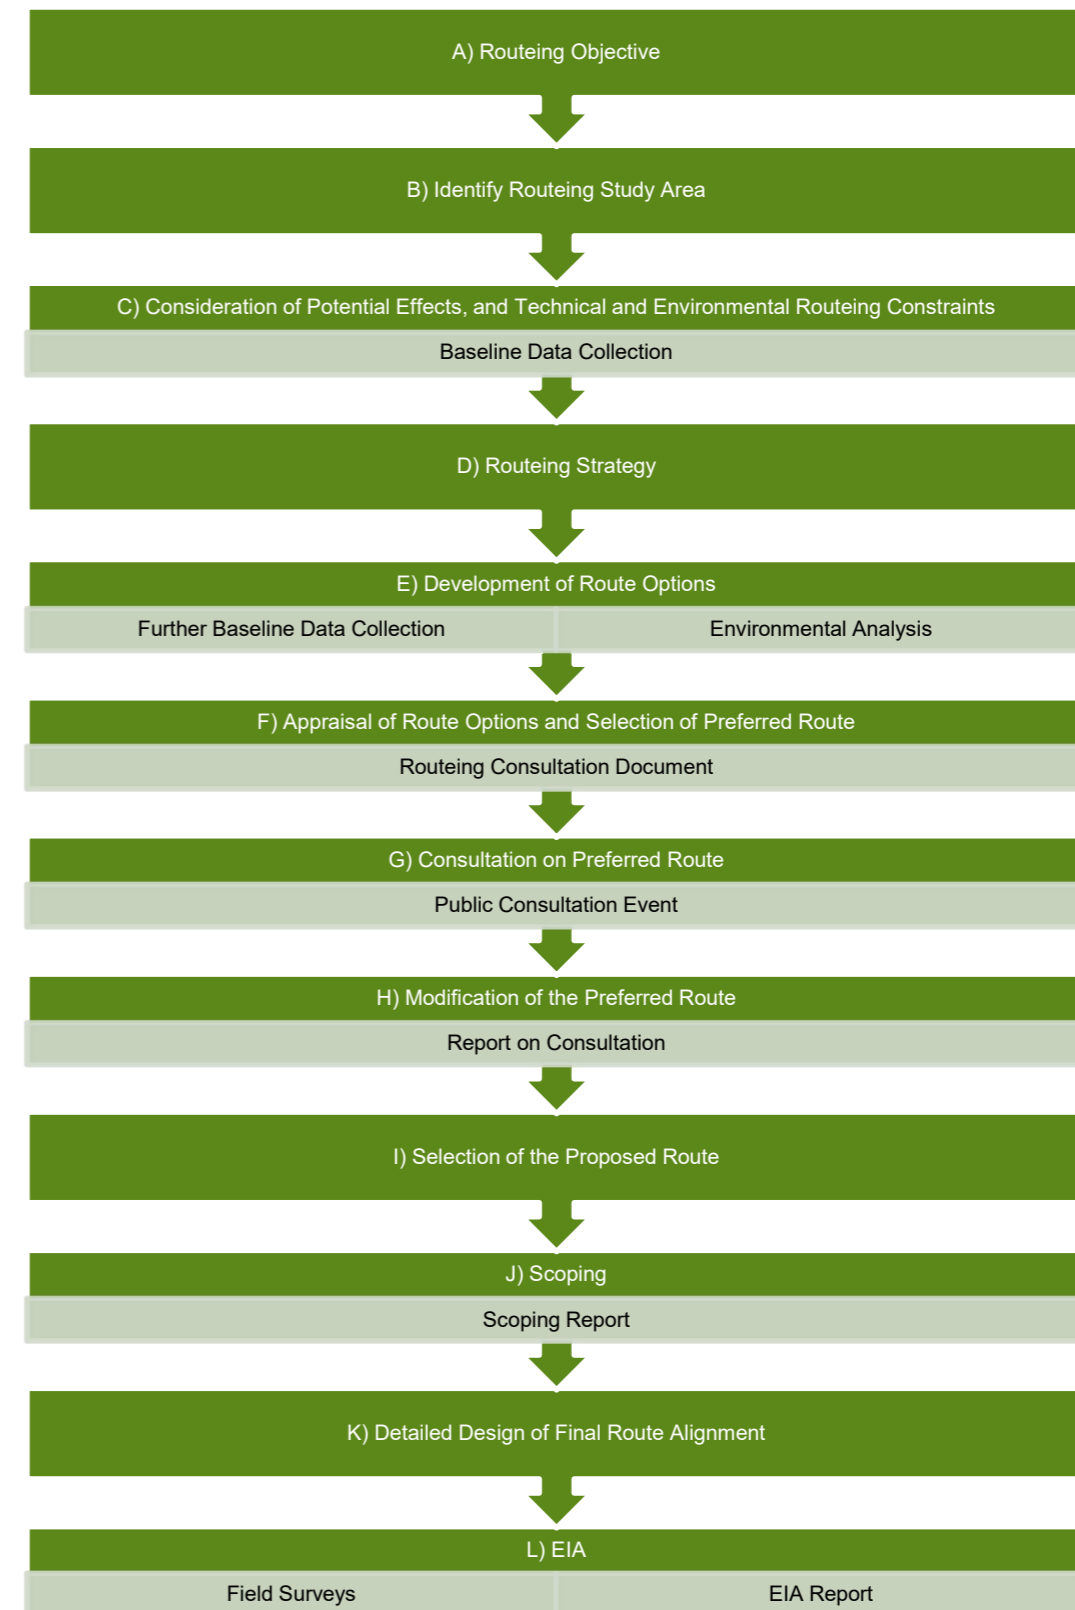 A) Routeing Objective
B) Identify Routeing Study Area
C) Consideration of Potential Effects, and Technical and Environmental Routeing Constraints
Baseline Data Collection
D) Routeing Strategy
E) Development of Route Options
Further Baseline Data Collection
Environmental Analysis
F) Appraisal of Route Options and Selection of Preferred Route
Routeing Consultation Document
G) Consultation on Preferred Route
Public Consultation Event
H) Modification of the Preferred Route
Report on Consultation
I) Selection of the Proposed Route
J) Scoping
Scoping Report
K) Detailed Design of Final Route Alignment
L) EIA
Field Surveys
EIA Report